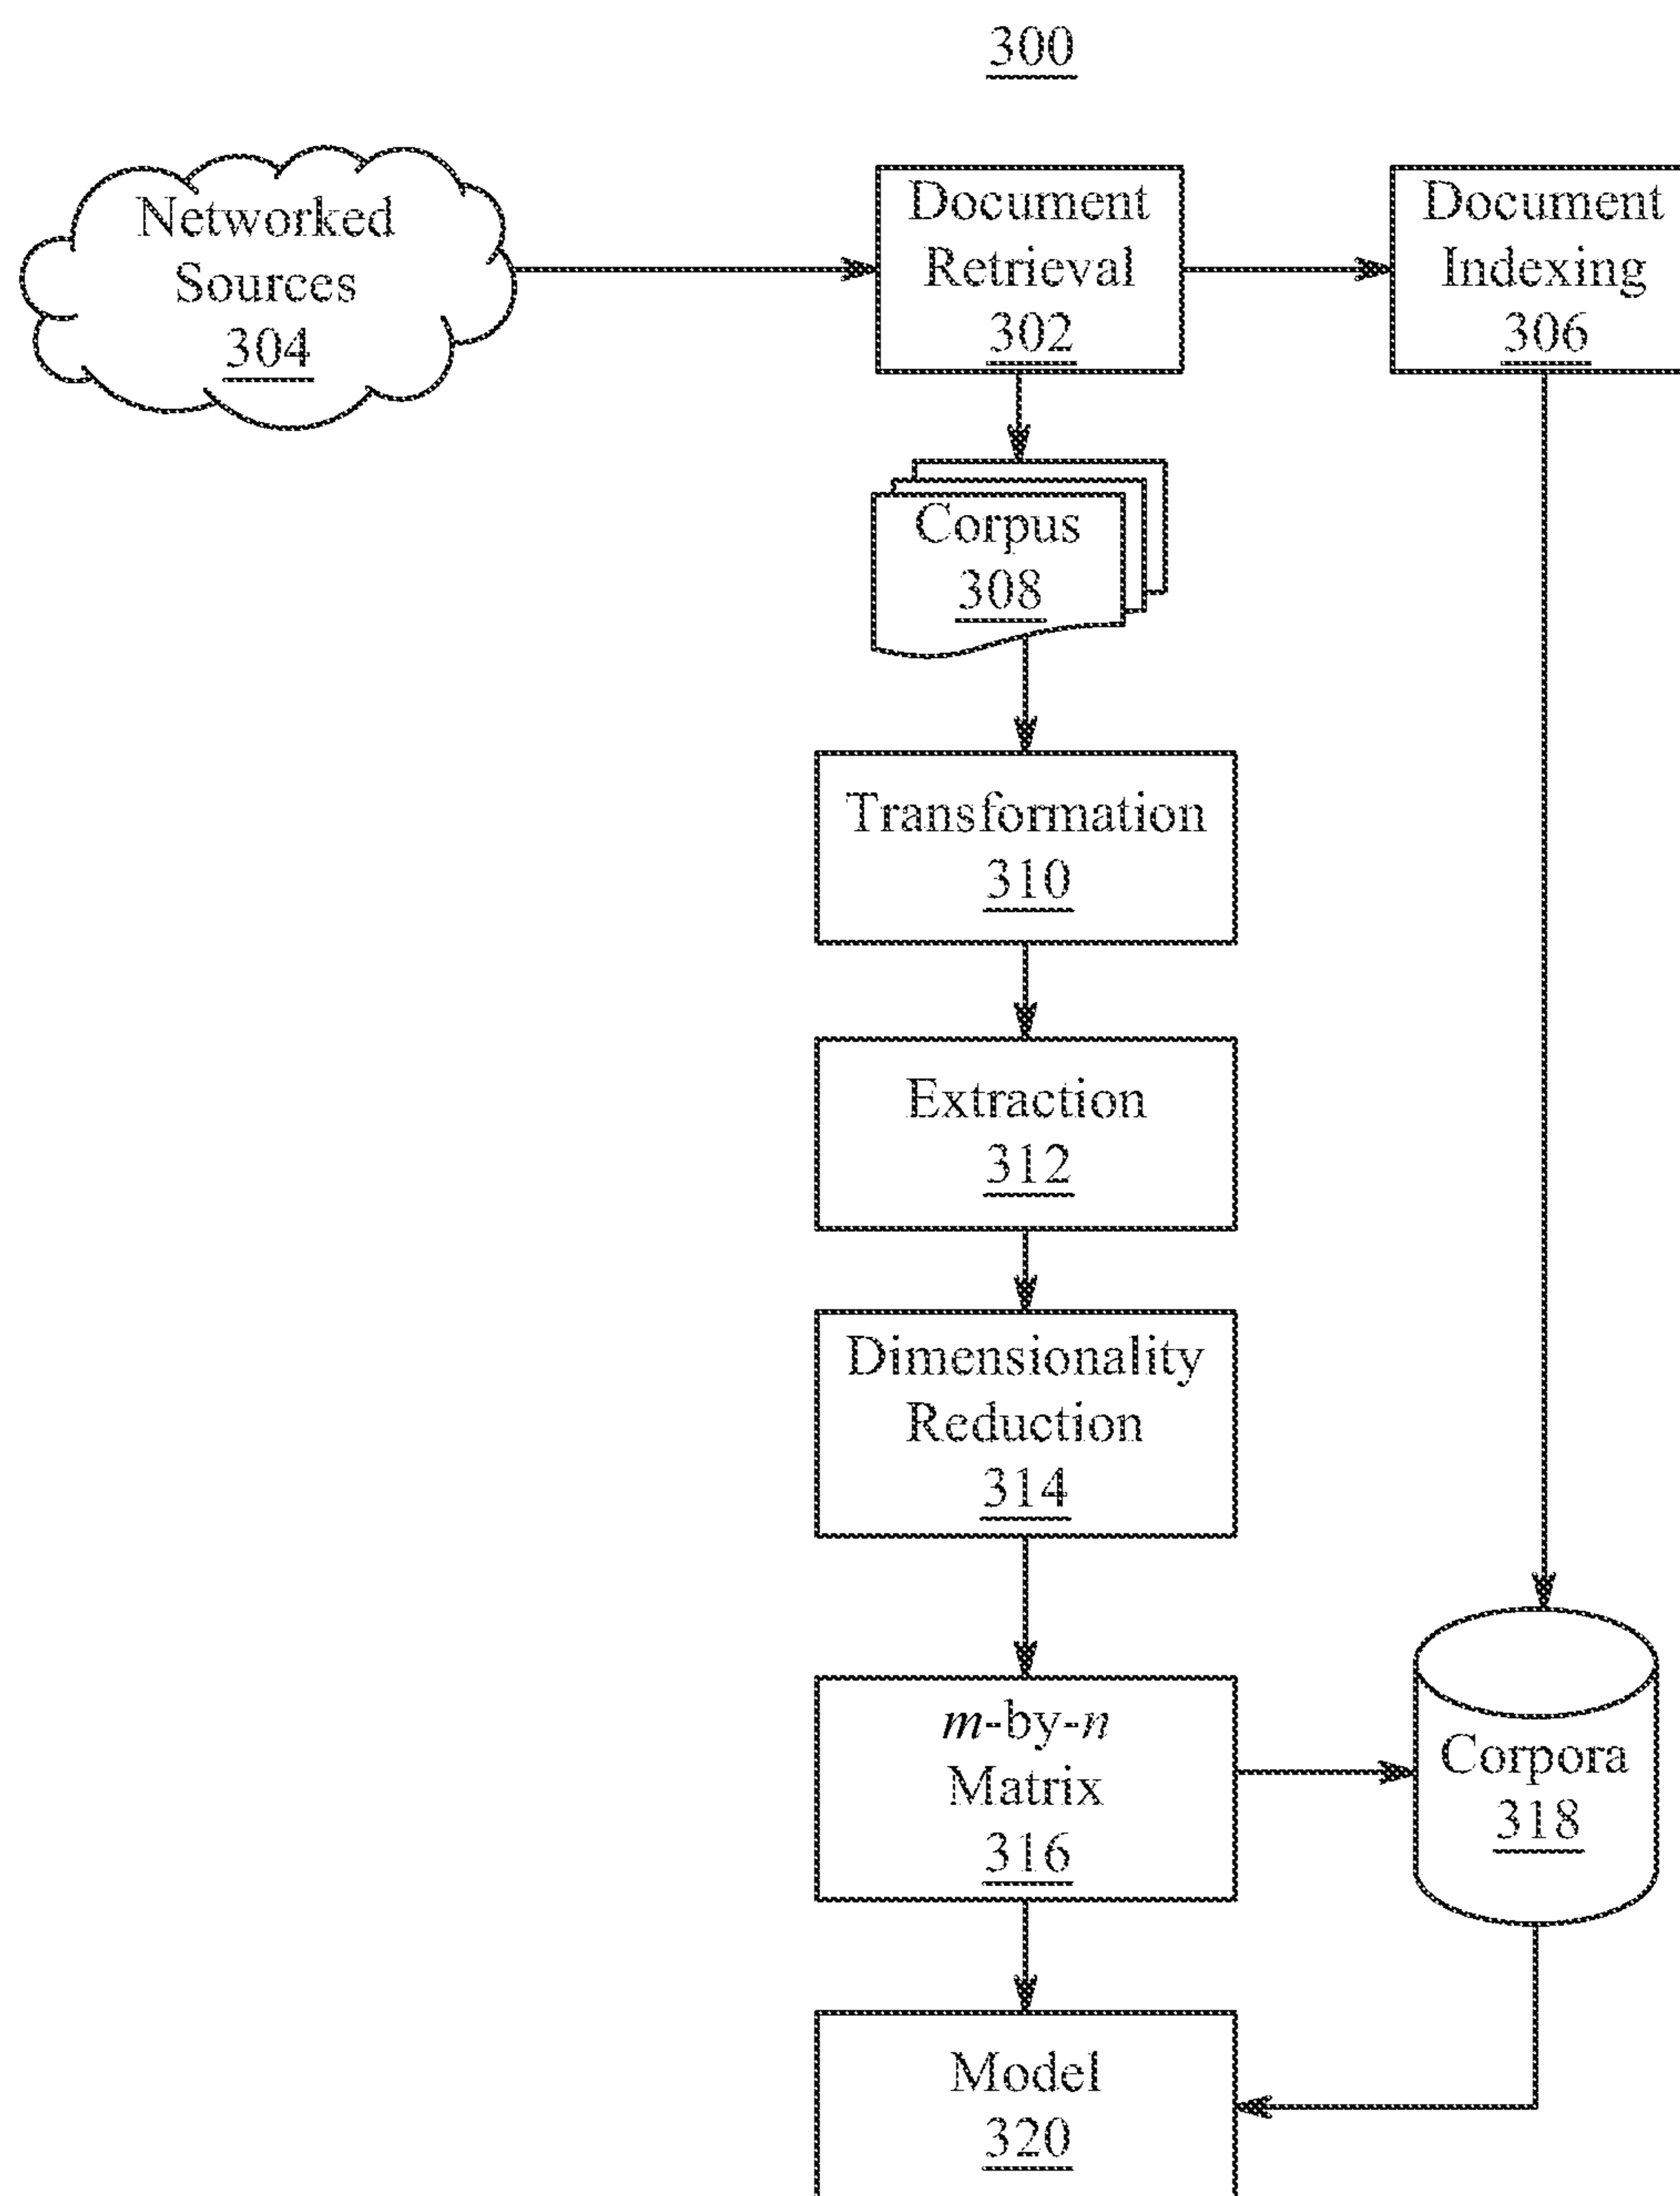 300
Networked
Sources
304
Document
Retrieval
302
Document
Indexing
306
Corpus
308
Transformation
310
Extraction
312
Dimensionality
Reduction
314
m-by-n
Matrix
316
Corpora
318
Model
320